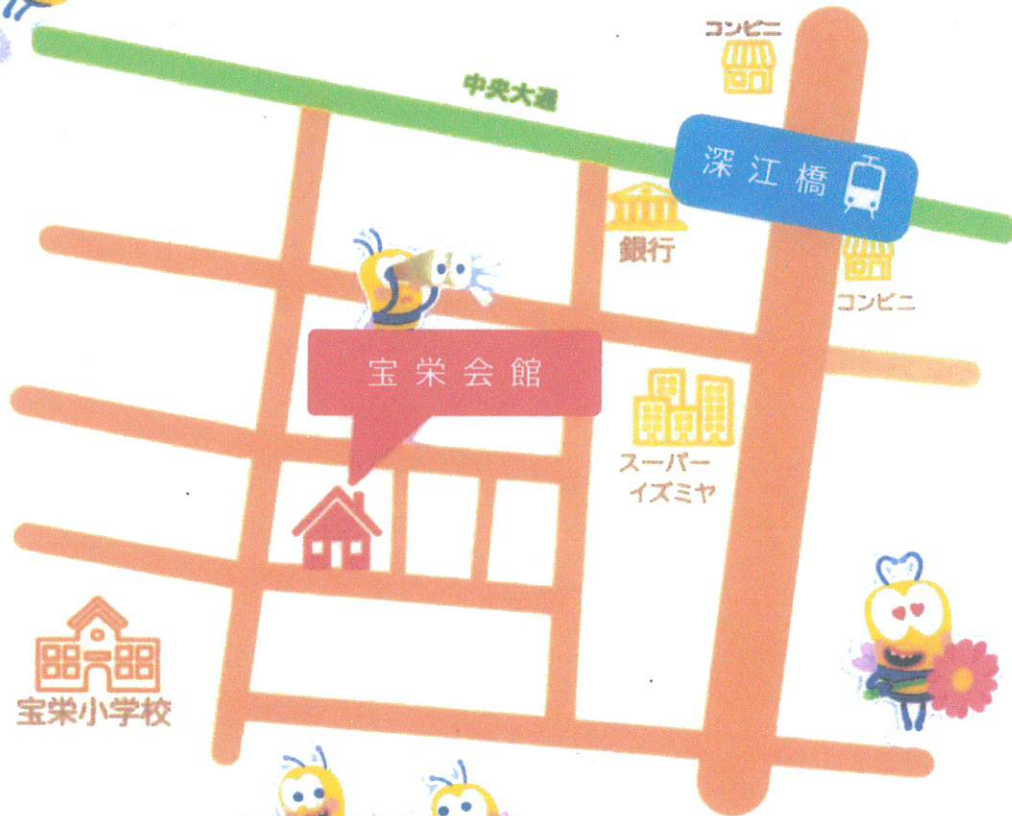 コンビニ
中央大通
深江橋
銀行
コンビニ
宝栄会館
スーパー
イズミヤ
宝栄小学校